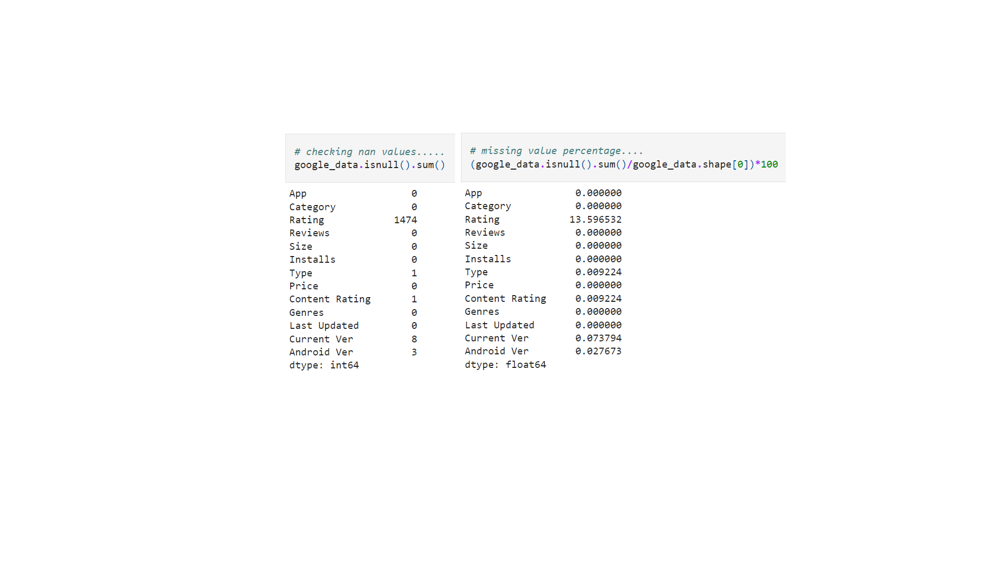 # checking nan values.....
google_data.isnull().sum()
App 0
Category 0
Rating 1474
Reviews 0
Size 0
Installs 0
Type 1
Price 0
Content Rating 1
Genres 0
Last Updated 0
Current Ver 8
Android Ver 3
dtype: int64
# missing value percentage....
(google_data.isnull().sum()/google_data.shape[0])*100
App 0.000000
Category 0.000000
Rating 13.596532
Reviews 0.000000
Size 0.000000
Installs 0.000000
Type 0.009224
Price 0.000000
Content Rating 0.009224
Genres 0.000000
Last Updated 0.000000
Current Ver 0.073794
Android Ver 0.027673
dtype: float64